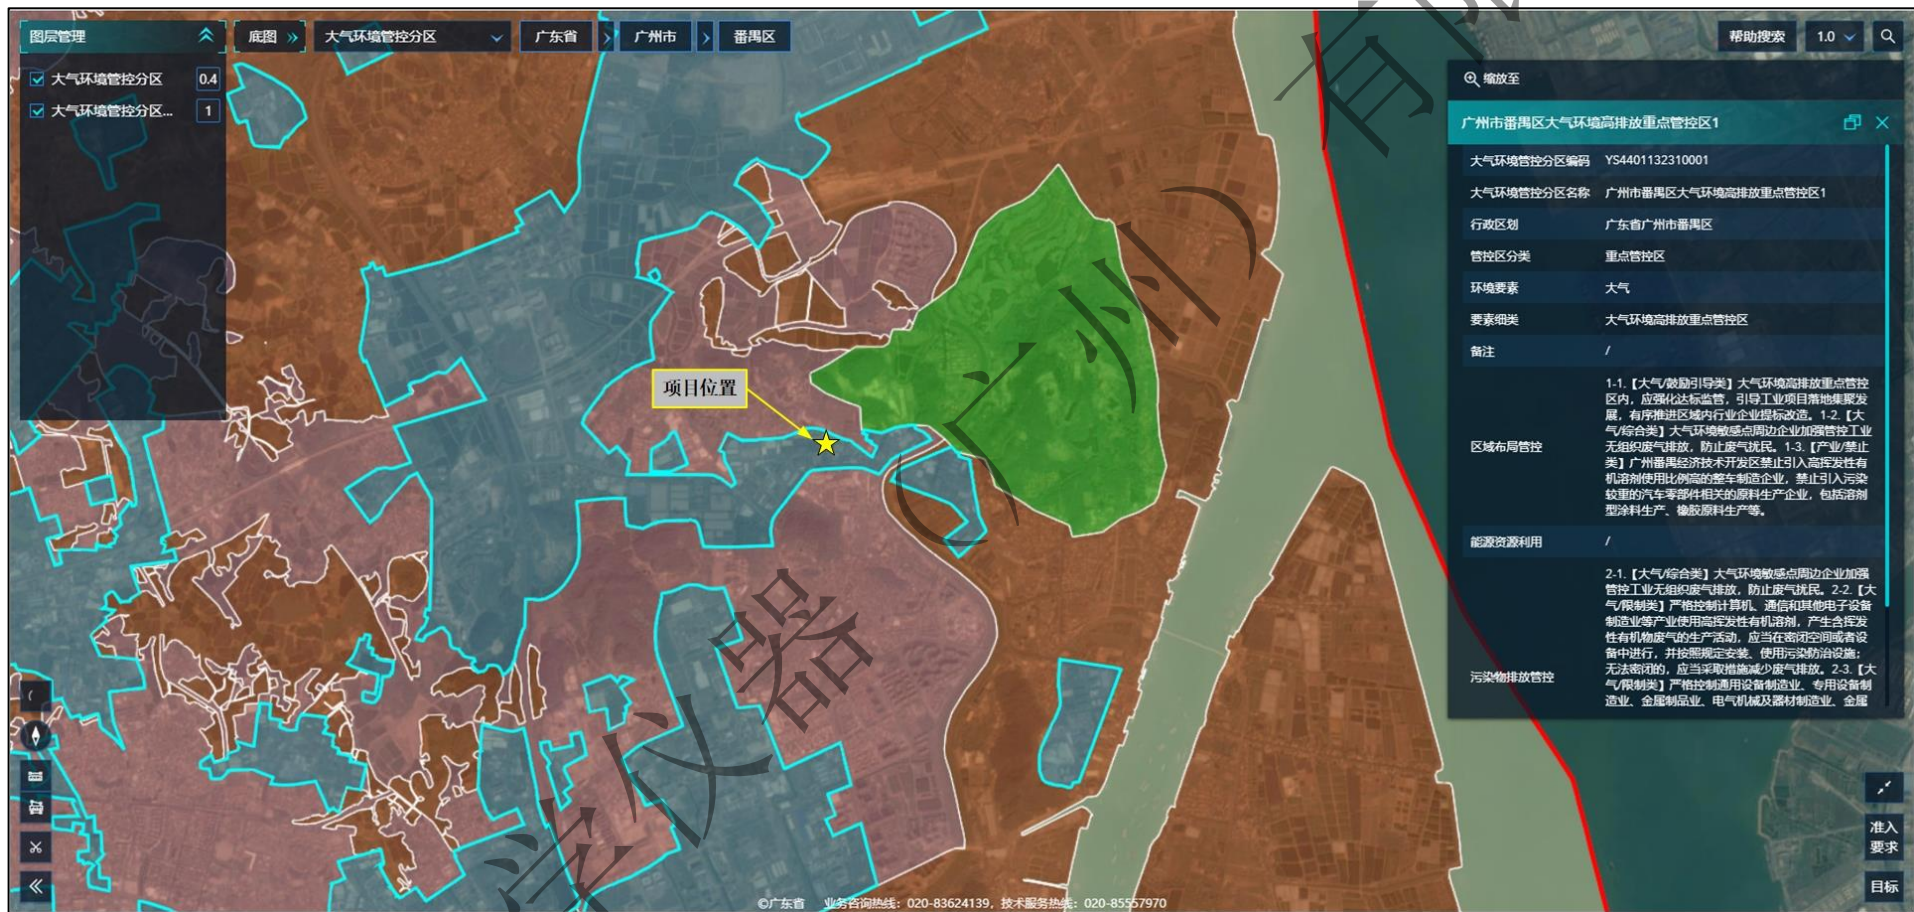 图层管理
底图
大气环境管控分区
广东省
广州市
番禺区
帮助搜索
1.0
大气环境管控分区 0.4
大气环境管控分区... 1
缩放至
广州市番禺区大气环境高排放重点管控区1
大气环境管控分区编码 YS4401132310001
大气环境管控分区名称 广州市番禺区大气环境高排放重点管控区1
行政区划 广东省广州市番禺区
管控区分类 重点管控区
环境要素 大气
要素细类 大气环境高排放重点管控区
备注 /
区域布局管控
1-1.【大气/鼓励引导类】大气环境高排放重点管控
区内，应强化达标监管，引导工业项目落地集聚发
展，有序推进区域内行业企业提标改造。1-2.【大
气/综合类】大气环境敏感点周边企业加强管控工业
无组织废气排放，防止废气扰民。1-3.【产业/禁止
类】广州番禺经济技术开发区禁止引入高挥发性有
机溶剂使用比例高的整车制造企业，禁止引入污染
较重的汽车零部件相关的原料生产企业，包括溶剂
型涂料生产、橡胶原料生产等。
能源资源利用 /
污染物排放管控
2-1.【大气/综合类】大气环境敏感点周边企业加强
管控工业无组织废气排放，防止废气扰民。2-2.【大
气/限制类】严格控制计算机、通信和其他电子设备
制造业等产业使用高挥发性有机溶剂，产生含挥发
性有机物废气的生产活动，应当在密闭空间或者设
备中进行，并按照规定安装、使用污染防治设施；
无法密闭的，应当采取措施减少废气排放。2-3.【大
气/限制类】严格控制通用设备制造业、专用设备制
造业、金属制品业、电气机械及器材制造业、金属
项目位置
准入
要求
目标
©广东省 业务咨询热线：020-83624139，技术服务热线：020-85557970
学仪器（广州）有